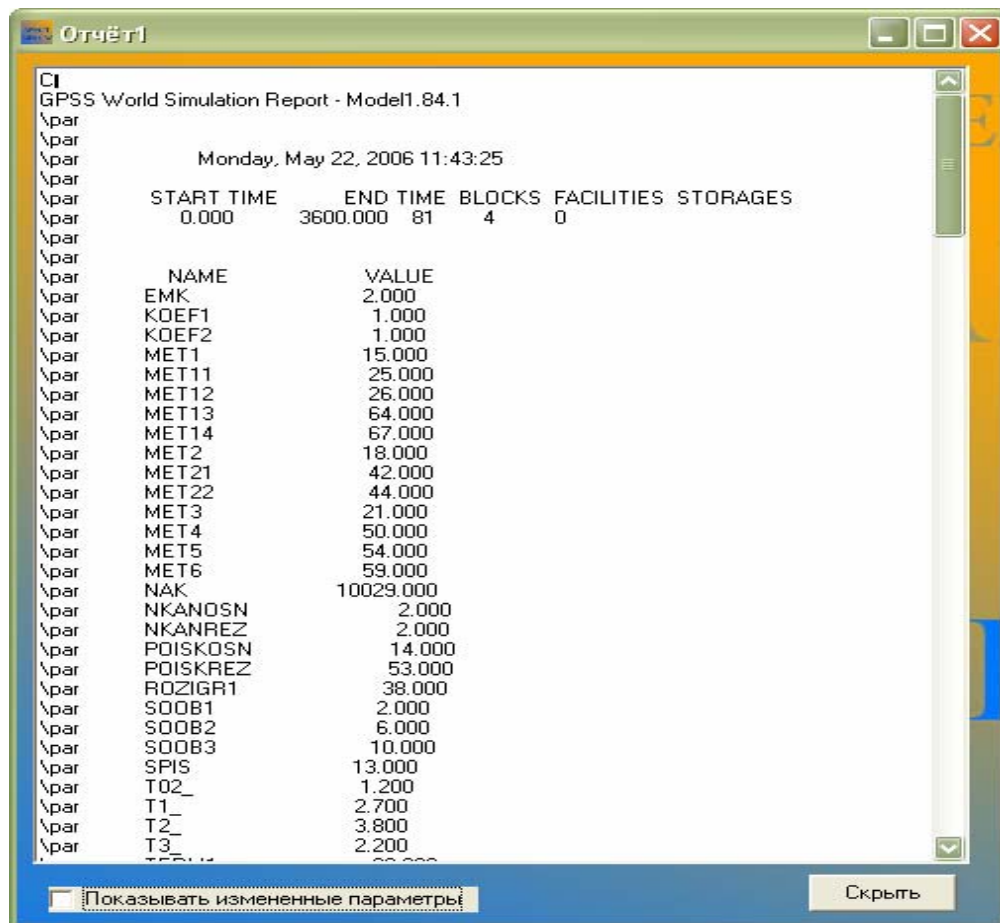 Отчёт1
C
GPSS World Simulation Report - Model1.84.1
\par
\par
\par Monday, May 22, 2006 11:43:25
\par
\par START TIME END TIME BLOCKS FACILITIES STORAGES
\par 0.000 3600.000 81 4 0
\par
\par
\par NAME VALUE
\par EMK 2.000
\par KOEF1 1.000
\par KOEF2 1.000
\par MET1 15.000
\par MET11 25.000
\par MET12 26.000
\par MET13 64.000
\par MET14 67.000
\par MET2 18.000
\par MET21 42.000
\par MET22 44.000
\par MET3 21.000
\par MET4 50.000
\par MET5 54.000
\par MET6 59.000
\par NAK 10029.000
\par NKANOSN 2.000
\par NKANREZ 2.000
\par POISKOSN 14.000
\par POISKREZ 53.000
\par ROZIGR1 38.000
\par SOOB1 2.000
\par SOOB2 6.000
\par SOOB3 10.000
\par SPIS 13.000
\par T02_ 1.200
\par T1_ 2.700
\par T2_ 3.800
\par T3_ 2.200
Показывать измененные параметры
Скрыть